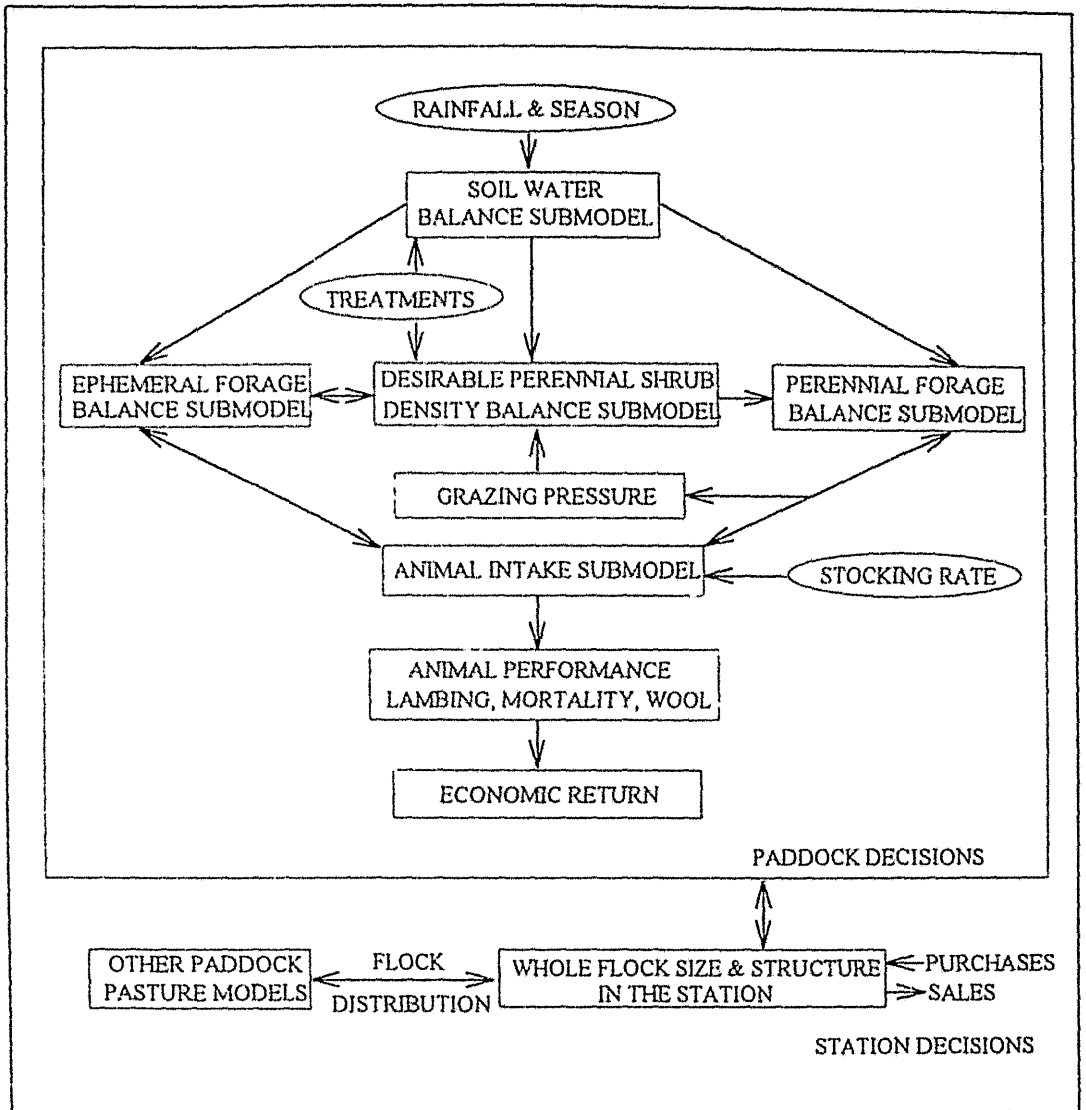 RAINFALL & SEASON
SOIL WATER
BALANCE SUBMODEL
TREATMENTS
EPHEMERAL FORAGE
BALANCE SUBMODEL
DESIRABLE PERENNIAL SHRUB
DENSITY BALANCE SUBMODEL
PERENNIAL FORAGE
BALANCE SUBMODEL
GRAZING PRESSURE
ANIMAL INTAKE SUBMODEL
STOCKING RATE
ANIMAL PERFORMANCE
LAMBING, MORTALITY, WOOL
ECONOMIC RETURN
PADDOCK DECISIONS
OTHER PADDOCK
PASTURE MODELS
FLOCK
DISTRIBUTION
WHOLE FLOCK SIZE & STRUCTURE
IN THE STATION
PURCHASES
SALES
STATION DECISIONS